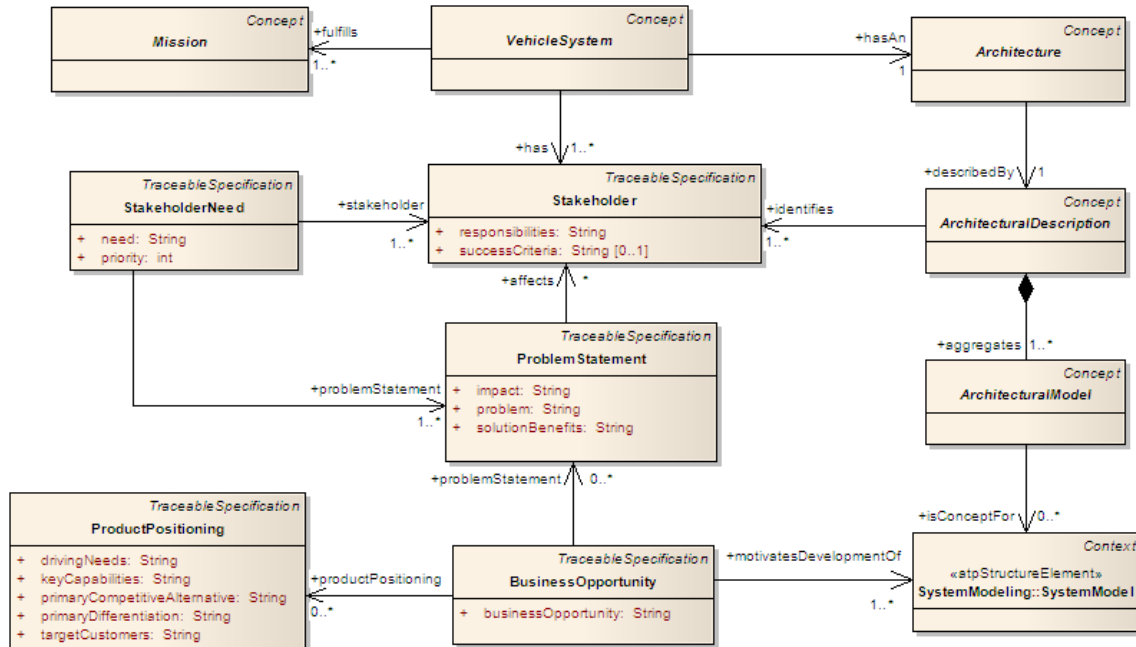 Concept
Mission
+fulfills
1..*
Concept
VehicleSystem
+hasAn
1
Concept
Architecture
+has
1..*
+describedBy
1
TraceableSpecification
StakeholderNeed
+ need: String
+ priority: int
+stakeholder
1..*
TraceableSpecification
Stakeholder
+ responsibilities: String
+ successCriteria: String [0..1]
+identifies
1..*
Concept
ArchitecturalDescription
+affects
*
+aggregates
1..*
TraceableSpecification
ProblemStatement
+ impact: String
+ problem: String
+ solutionBenefits: String
+problemStatement
1..*
Concept
ArchitecturalModel
+problemStatement
0..*
+isConceptFor
0..*
TraceableSpecification
ProductPositioning
+ drivingNeeds: String
+ keyCapabilities: String
+ primaryCompetitiveAlternative: String
+ primaryDifferentiation: String
+ targetCustomers: String
+productPositioning
0..*
TraceableSpecification
BusinessOpportunity
+ businessOpportunity: String
+motivatesDevelopmentOf
1..*
Context
«atpStructureElement»
SystemModeling::SystemModel